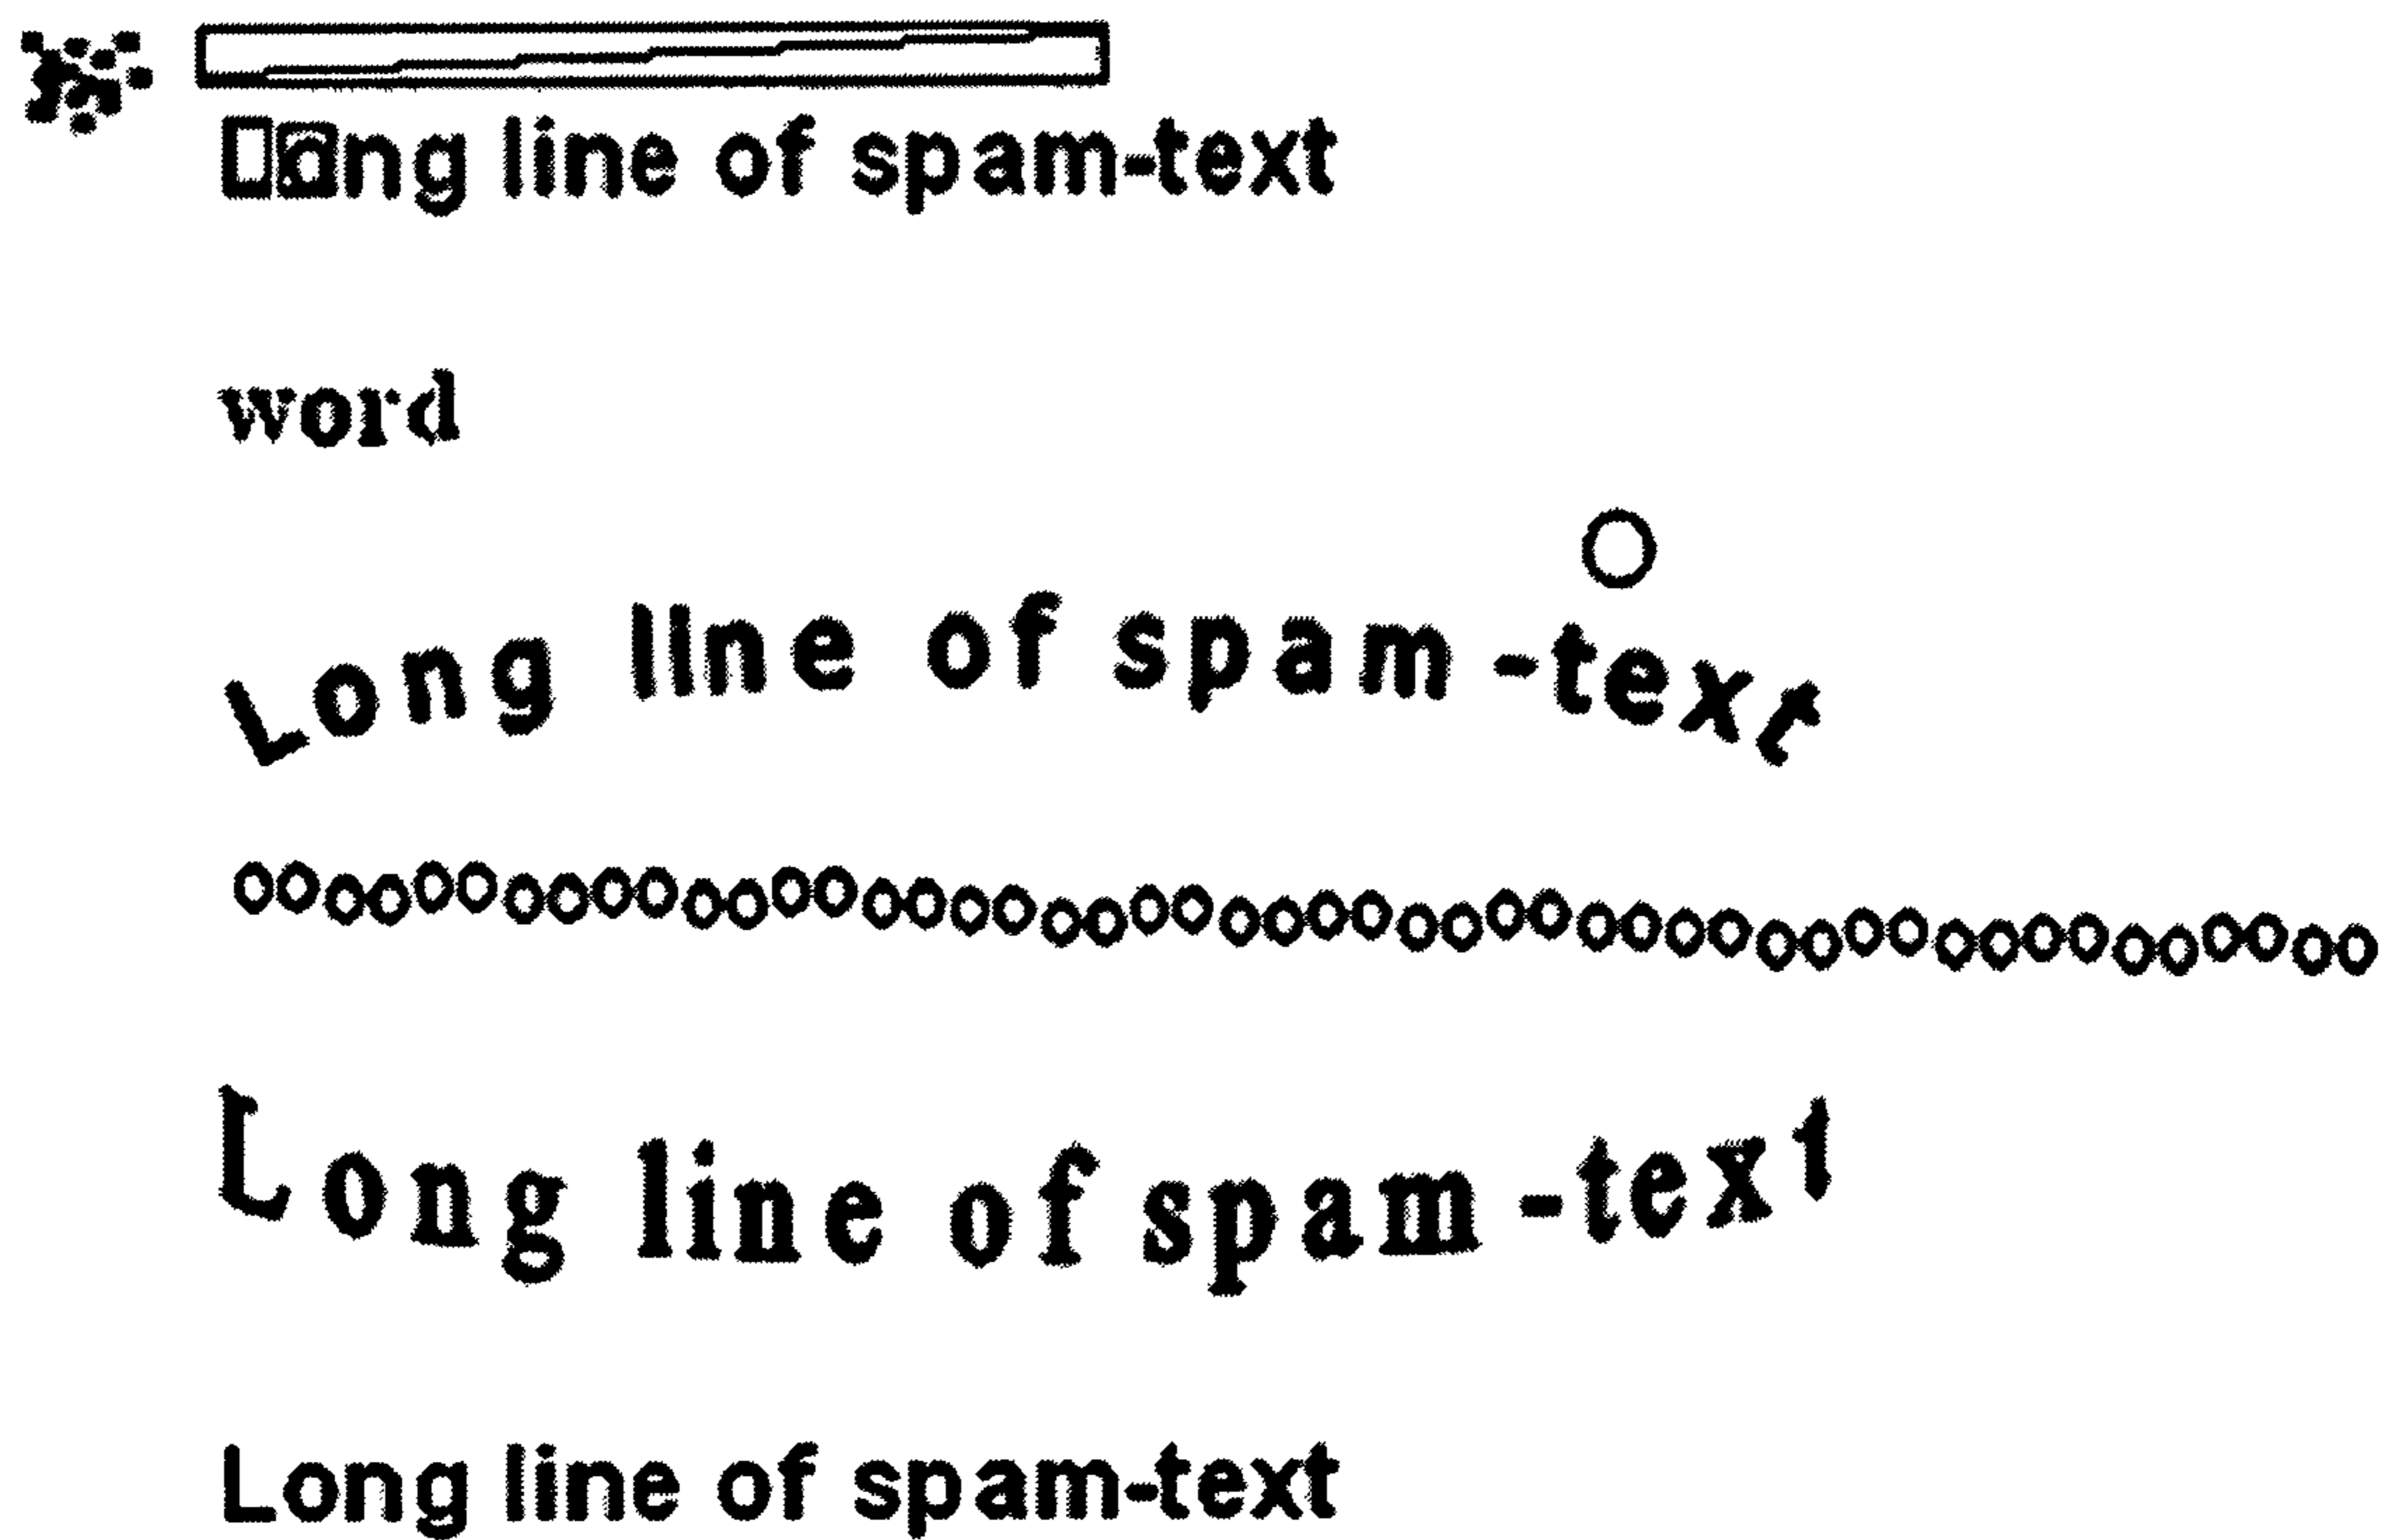 ong line of spam-text
word
Long line of spam-text
Long line of spam-text
Long line of spam-text